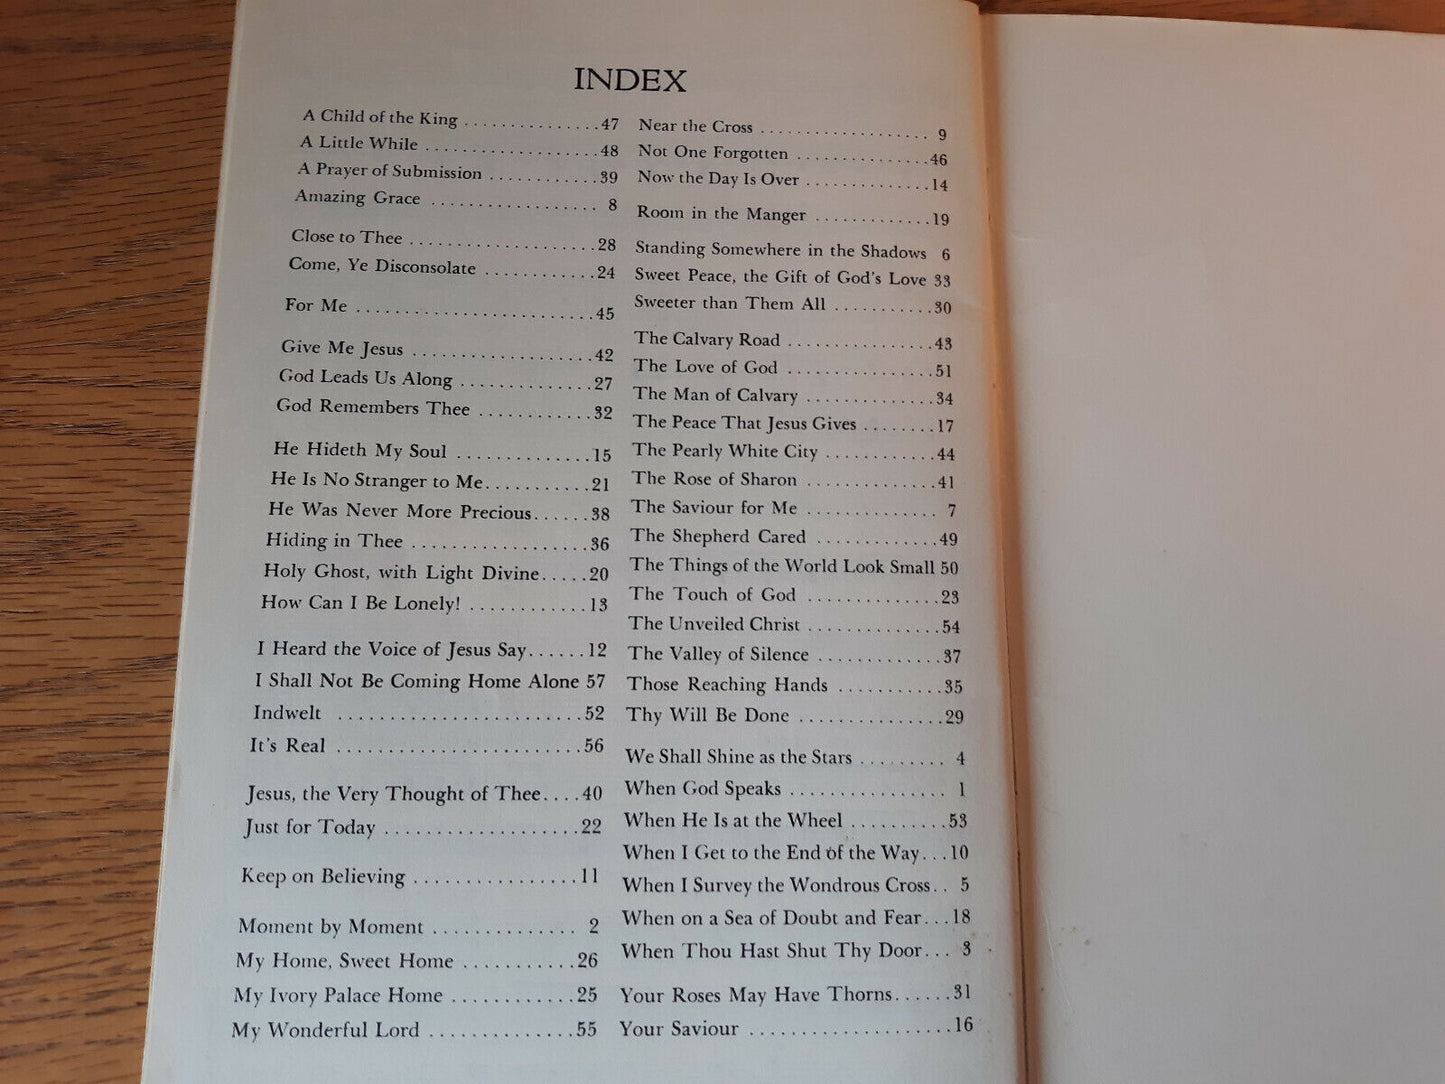 INDEX
A Child of the King ............... 47
A Little While ................... 48
A Prayer of Submission ............ 39
Amazing Grace .................. 8
Close to Thee .................... 28
Come, Ye Disconsolate ............ 24
For Me .......................... 45
Give Me Jesus ................... 42
God Leads Us Along .............. 27
God Remembers Thee ............ 32
He Hideth My Soul .............. 15
He Is No Stranger to Me........... 21
He Was Never More Precious...... 38
Hiding in Thee .................. 36
Holy Ghost, with Light Divine..... 20
How Can I Be Lonely! ............ 13
I Heard the Voice of Jesus Say...... 12
I Shall Not Be Coming Home Alone 57
Indwelt ........................ 52
It's Real ........................ 56
Jesus, the Very Thought of Thee.... 40
Just for Today ................... 22
Keep on Believing ................ 11
Moment by Moment .............. 2
My Home, Sweet Home ........... 26
My Ivory Palace Home ............ 25
My Wonderful Lord .............. 55
Near the Cross .................. 9
Not One Forgotten .............. 46
Now the Day Is Over ............. 14
Room in the Manger ............. 19
Standing Somewhere in the Shadows 6
Sweet Peace, the Gift of God's Love 33
Sweeter than Them All .......... 30
The Calvary Road ............... 43
The Love of God ............... 51
The Man of Calvary ............. 34
The Peace That Jesus Gives ........ 17
The Pearly White City ............ 44
The Rose of Sharon ............. 41
The Saviour for Me ............. 7
The Shepherd Cared ............ 49
The Things of the World Look Small 50
The Touch of God .............. 23
The Unveiled Christ ............. 54
The Valley of Silence ............. 37
Those Reaching Hands ........... 35
Thy Will Be Done ............... 29
We Shall Shine as the Stars ......... 4
When God Speaks ................ 1
When He Is at the Wheel .......... 53
When I Get to the End of the Way... 10
When I Survey the Wondrous Cross.. 5
When on a Sea of Doubt and Fear... 18
When Thou Hast Shut Thy Door... 3
Your Roses May Have Thorns...... 31
Your Saviour .................... 16